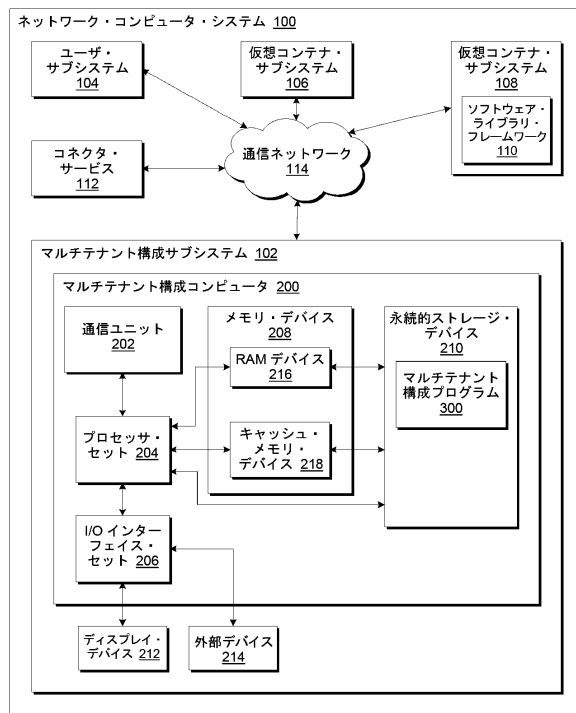 ネットワーク・コンピュータ・システム 100
ユーザ・
サブシステム
104
仮想コンテナ・
サブシステム
106
仮想コンテナ・
サブシステム
108
ソフトウェア・
ライブラリ・
フレームワーク
110
コネクタ・
サービス
112
通信ネットワーク
114
マルチテナント構成サブシステム 102
マルチテナント構成コンピュータ 200
通信ユニット
202
メモリ・デバイス
208
RAM デバイス
216
永続的ストレージ・
デバイス
210
マルチテナント
構成プログラム
300
プロセッサ・
セット 204
キャッシュ・
メモリ・
デバイス 218
I/O インター
フェイス・
セット 206
ディスプレイ・
デバイス 212
外部デバイス
214